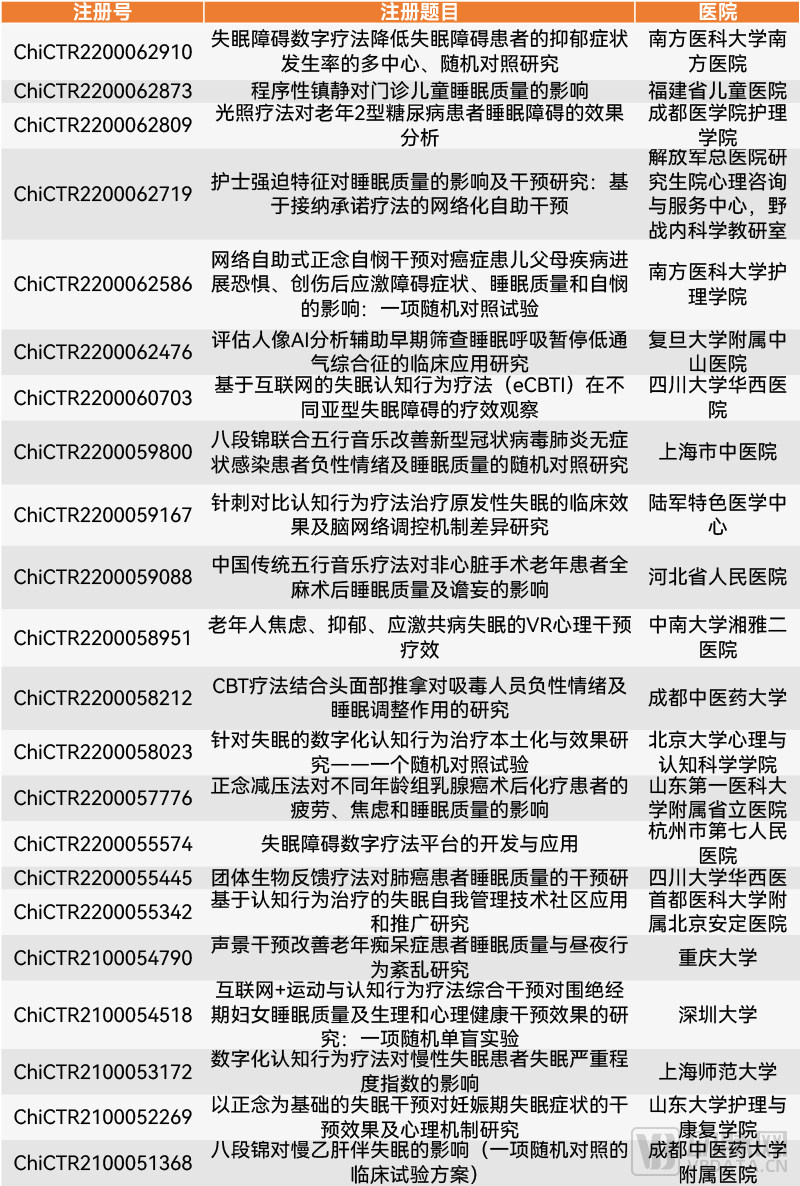 注册号 注册题目 医院
ChiCTR2200062910
失眠障碍数字疗法降低失眠障碍患者的抑郁症状
发生率的多中心、随机对照研究
南方医科大学南
方医院
ChiCTR2200062873
程序性镇静对门诊儿童睡眠质量的影响
福建省儿童医院
ChiCTR2200062809
光照疗法对老年2型糖尿病患者睡眠障碍的效果
分析
成都医学院护理
学院
ChiCTR2200062719
护士强迫特征对睡眠质量的影响及干预研究：基
于接纳承诺疗法的网络化自助干预
解放军总医院研
究生院心理咨询
与服务中心，野
战内科学教研室
ChiCTR2200062586
网络自助式正念自悯干预对癌症患儿父母疾病进
展恐惧、创伤后应激障碍症状、睡眠质量和自悯
的影响：一项随机对照试验
南方医科大学护
理学院
ChiCTR2200062476
评估人像AI分析辅助早期筛查睡眠呼吸暂停低通
气综合征的临床应用研究
复旦大学附属中
山医院
ChiCTR2200060703
基于互联网的失眠认知行为疗法（eCBTI）在不
同亚型失眠障碍的疗效观察
四川大学华西医
院
ChiCTR2200059800
八段锦联合五行音乐改善新型冠状病毒肺炎无症
状感染患者负性情绪及睡眠质量的随机对照研究
上海市中医院
ChiCTR2200059167
针刺对比认知行为疗法治疗原发性失眠的临床效
果及脑网络调控机制差异研究
陆军特色医学中
心
ChiCTR2200059088
中国传统五行音乐疗法对非心脏手术老年患者全
麻术后睡眠质量及谵妄的影响
河北省人民医院
ChiCTR2200058951
老年人焦虑、抑郁、应激共病失眠的VR心理干预
疗效
中南大学湘雅二
医院
ChiCTR2200058212
CBT疗法结合头面部推拿对吸毒人员负性情绪及
睡眠调整作用的研究
成都中医药大学
ChiCTR2200058023
针对失眠的数字化认知行为治疗本土化与效果研
究——一个随机对照试验
北京大学心理与
认知科学学院
ChiCTR2200057776
正念减压法对不同年龄组乳腺癌术后化疗患者的
疲劳、焦虑和睡眠质量的影响
山东第一医科大
学附属省立医院
ChiCTR2200055574
失眠障碍数字疗法平台的开发与应用
杭州市第七人民
医院
ChiCTR2200055445
团体生物反馈疗法对肺癌患者睡眠质量的干预研
四川大学华西医
ChiCTR2200055342
基于认知行为治疗的失眠自我管理技术社区应用
和推广研究
首都医科大学附
属北京安定医院
ChiCTR2100054790
声景干预改善老年痴呆症患者睡眠质量与昼夜行
为紊乱研究
重庆大学
ChiCTR2100054518
互联网+运动与认知行为疗法综合干预对围绝经
期妇女睡眠质量及生理和心理健康干预效果的研
究：一项随机单盲实验
深圳大学
ChiCTR2100053172
数字化认知行为疗法对慢性失眠患者失眠严重程
度指数的影响
上海师范大学
ChiCTR2100052269
以正念为基础的失眠干预对妊娠期失眠症状的干
预效果及心理机制研究
山东大学护理与
康复学院
ChiCTR2100051368
八段锦对慢乙肝伴失眠的影响（一项随机对照的
临床试验方案）
成都中医药大学
附属医院
VBDATA.CN